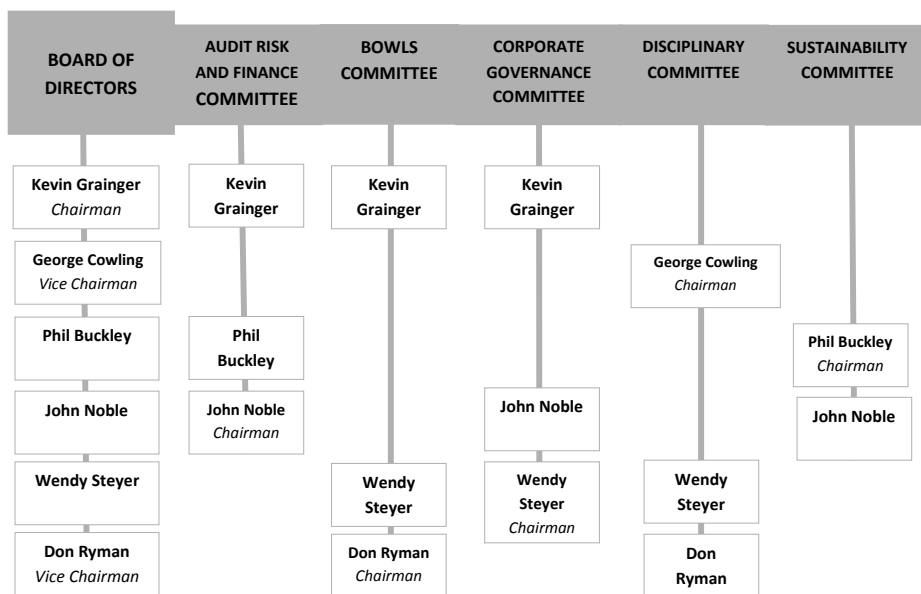 BOARD OF
DIRECTORS
AUDIT RISK
AND FINANCE
COMMITTEE
BOWLS
COMMITTEE
CORPORATE
GOVERNANCE
COMMITTEE
DISCIPLINARY
COMMITTEE
SUSTAINABILITY
COMMITTEE
Kevin Grainger
Chairman
George Cowling
Vice Chairman
Phil Buckley
John Noble
Wendy Steyer
Don Ryman
Vice Chairman
Kevin
Grainger
Phil
Buckley
John Noble
Chairman
Kevin
Grainger
Wendy
Steyer
Don Ryman
Chairman
Kevin
Grainger
John Noble
Wendy
Steyer
Chairman
George Cowling
Chairman
Wendy
Steyer
Don
Ryman
Phil Buckley
Chairman
John Noble